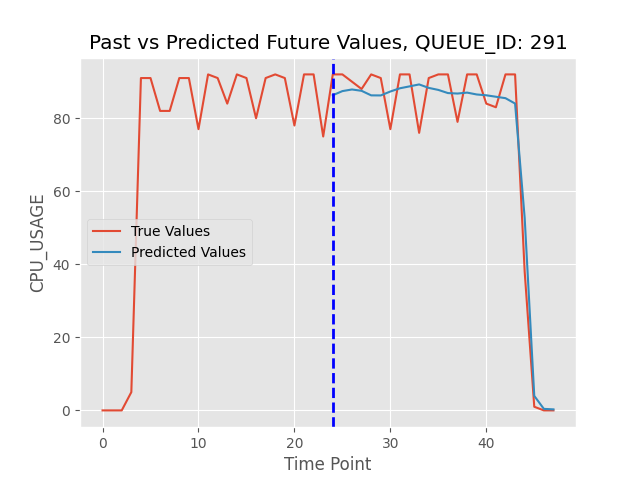 Past vs Predicted Future Values, QUEUE_ID: 291
CPU_USAGE
80
60
40
20
0
True Values
Predicted Values
0 10 20 30 40
Time Point